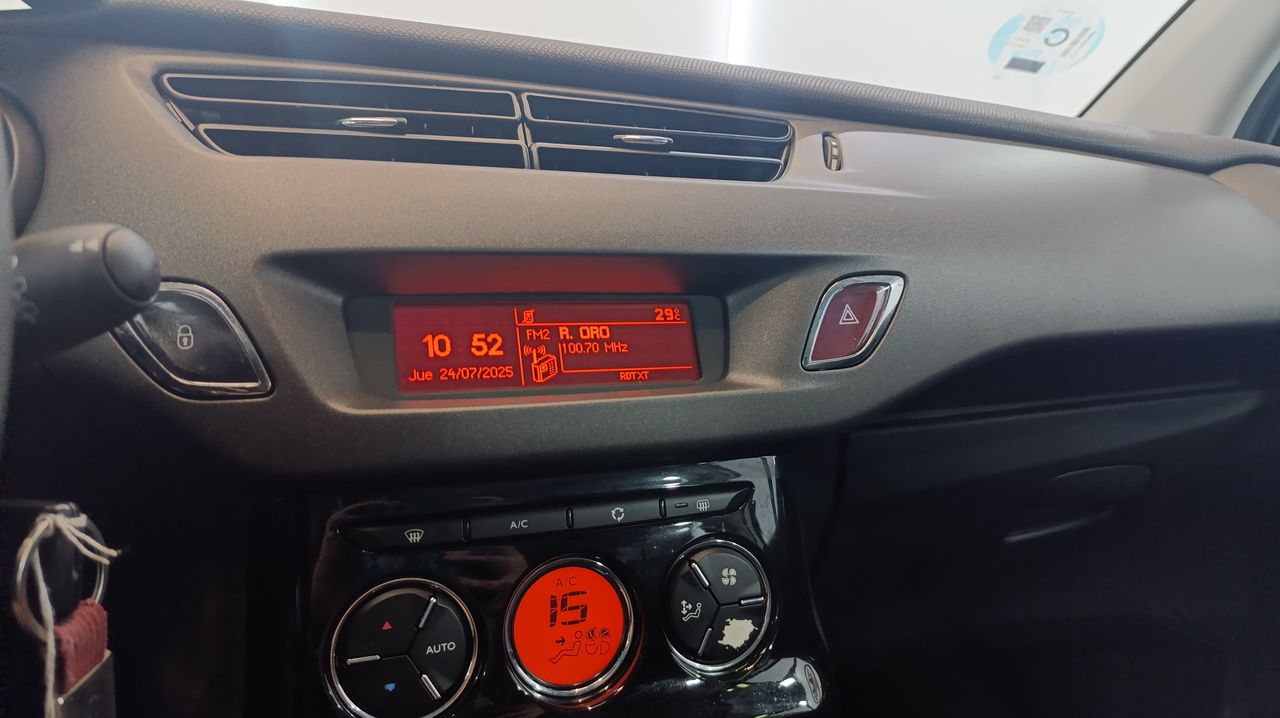 29°C
10 52
FM2 R. ORO
100.70 MHz
Jue 24/07/2025
RDTXT
A/C
A/C
15
AUTO